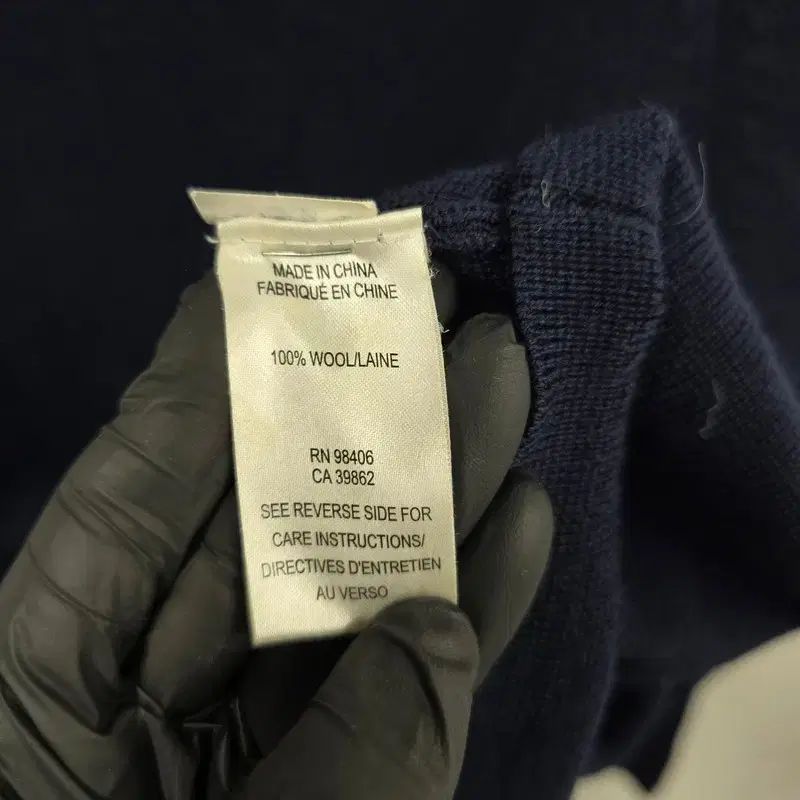 MADE IN CHINA
FABRIQUÉ EN CHINE
100% WOOL/LAINE
RN 98406
CA 39862
SEE REVERSE SIDE FOR
CARE INSTRUCTIONS/
DIRECTIVES D'ENTRETIEN
AU VERSO